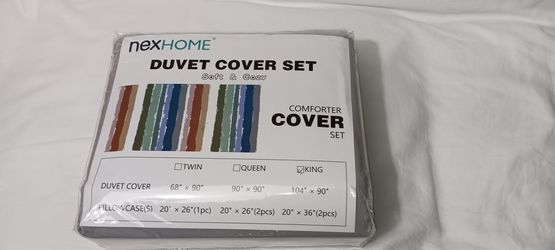 nexHOME®
DUVET COVER SET
Soft & Cozy
COMFORTER
COVER
SET
TWIN QUEEN KING
DUVET COVER 68" × 90" 90" × 90" 104" × 90"
PILLOWCASE(S) 20" × 26"(1pc) 20" × 26"(2pcs) 20" × 36"(2pcs)